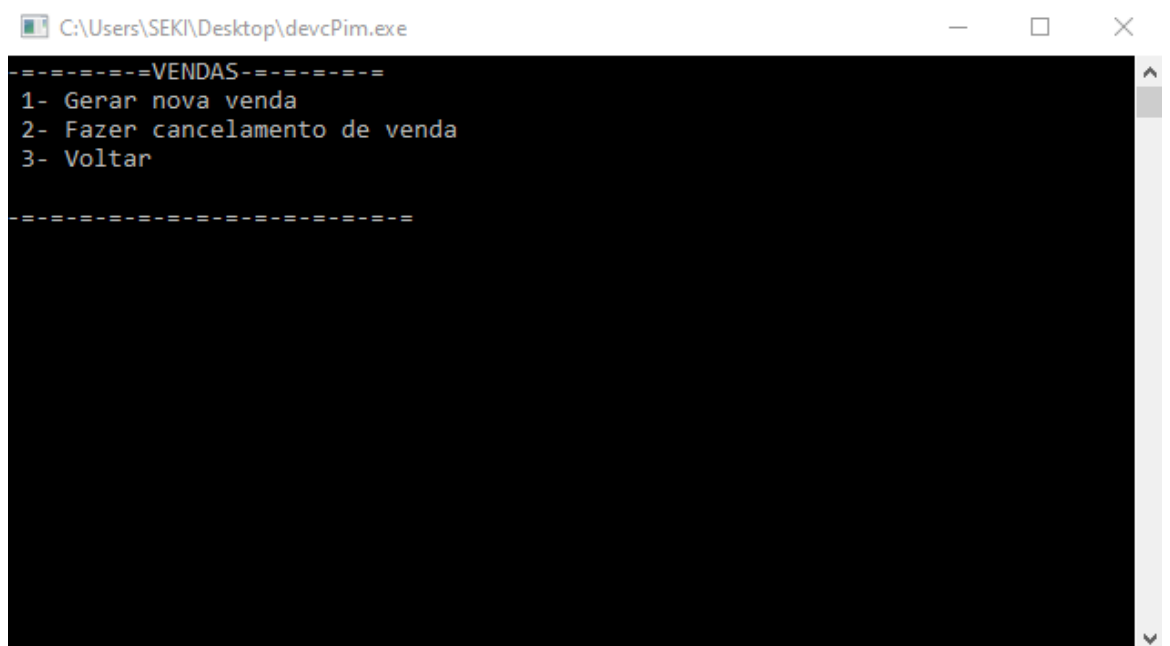 C:\Users\SEKI\Desktop\devcPim.exe
-=-=-=-=-=VENDAS-=-=-=-=-=
1- Gerar nova venda
2- Fazer cancelamento de venda
3- Voltar
-=-=-=-=-=-=-=-=-=-=-=-=-=-=